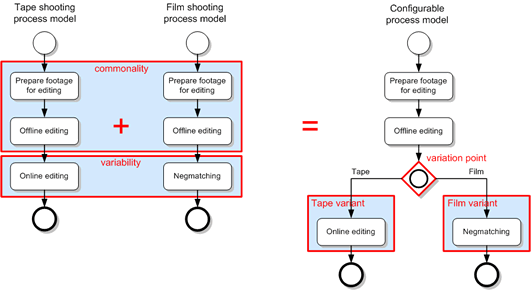 Tape shooting
process model
Film shooting
process model
Configurable
process model
commonality
Prepare footage
for editing
Prepare footage
for editing
Prepare footage
for editing
Offline editing
+
Offline editing
=
Offline editing
variability
variation point
Online editing
Negmatching
Tape
Film
Tape variant
Film variant
Online editing
Negmatching